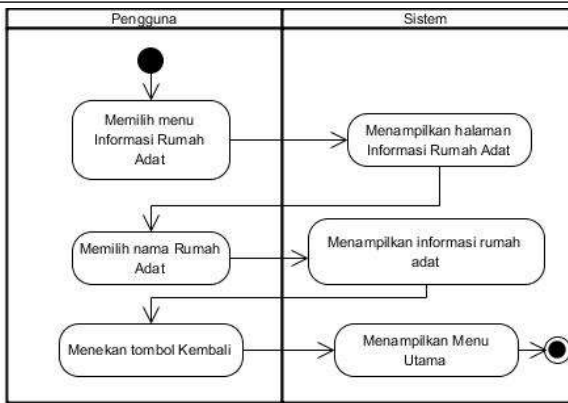 Pengguna
Sistem
Memilih menu
Informasi Rumah
Adat
Menampilkan halaman
Informasi Rumah Adat
Memilih nama Rumah
Adat
Menampilkan informasi rumah
adat
Menekan tombol Kembali
Menampilkan Menu
Utama